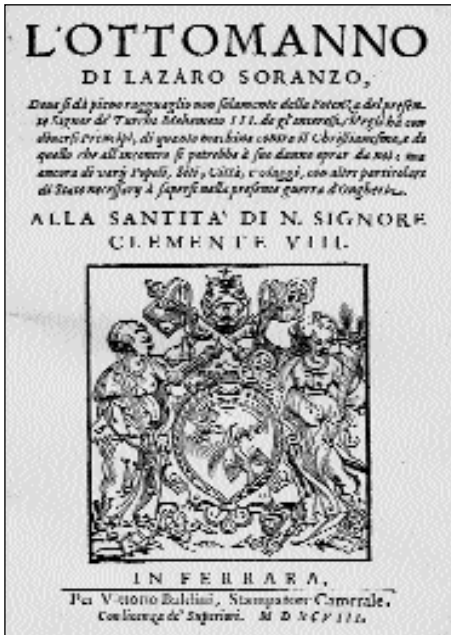 L'OTTOMANNO
DI LAZARO SORANZO,
Doue si dà pieno ragguaglio non solamente della Potenza del presen-
te Signor de' Turchi Mehemeto III. de gl'interessi, ch'egli hà con
diuersi Prencipi, di quanto machina contra il Christianesimo, e di
quello che all'incontro si potrebbe à suo danno oprar da noi; ma
ancora di varij Popoli, Siti, Città, e viaggi, con altri particolari
di Stato necessarij à sapersi nella presente guerra d'Ongheria.
ALLA SANTITA' DI N. SIGNORE
CLEMENTE VIII.
IN FERRARA,
Per Vittorio Baldini, Stampator Camerale.
Con licenza de' Superiori. M D XCVIII.